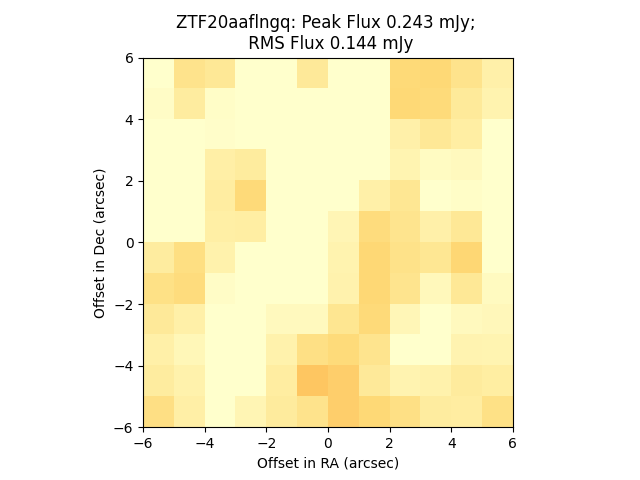 ZTF20aaflngq: Peak Flux 0.243 mJy;
RMS Flux 0.144 mJy
6
4
2
0
−2
−4
−6
Offset in Dec (arcsec)
−6 −4 −2 0 2 4 6
Offset in RA (arcsec)